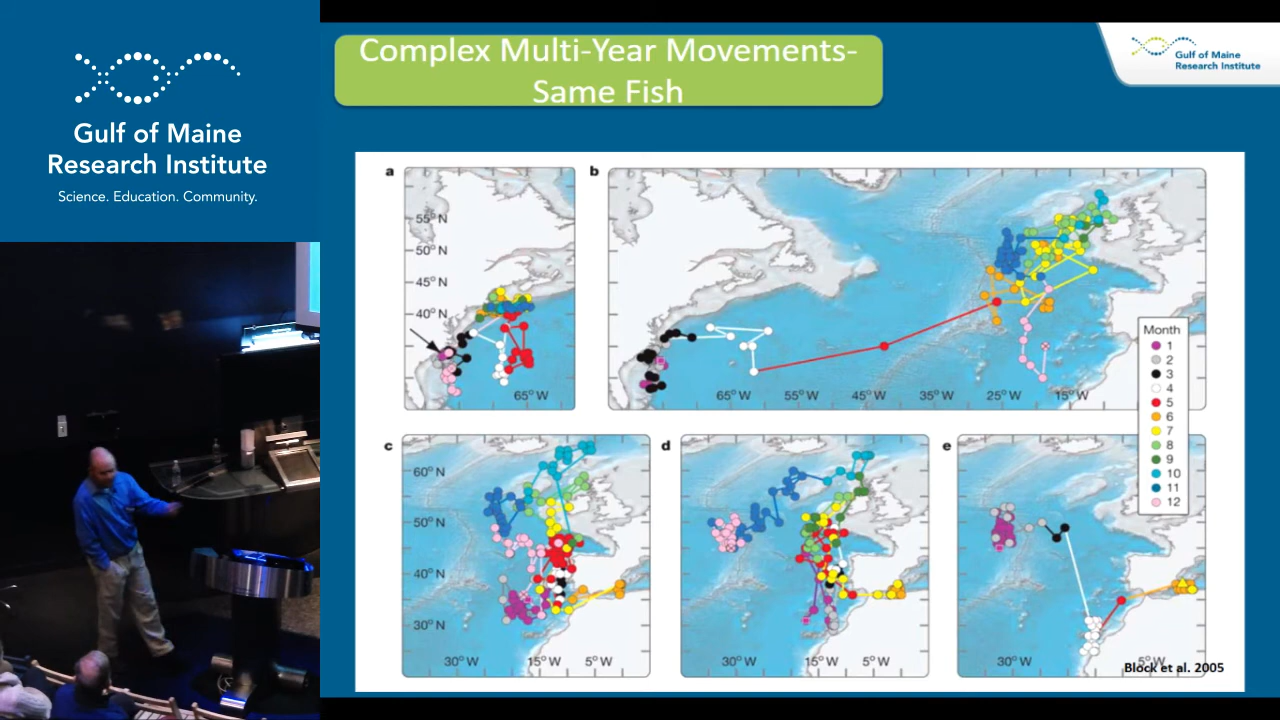 Gulf of Maine
Research Institute
Science. Education. Community.
Complex Multi-Year Movements-
Same Fish
Gulf of Maine
Research Institute
a
55° N
50° N
45° N
40° N
65° W
b
65° W
55° W
45° W
35° W
25° W
15° W
Month
1
2
3
4
5
6
7
8
9
10
11
12
c
60° N
50° N
40° N
30° N
30° W
15° W
5° W
d
30° W
15° W
5° W
e
30° W
5° W
Block et al. 2005